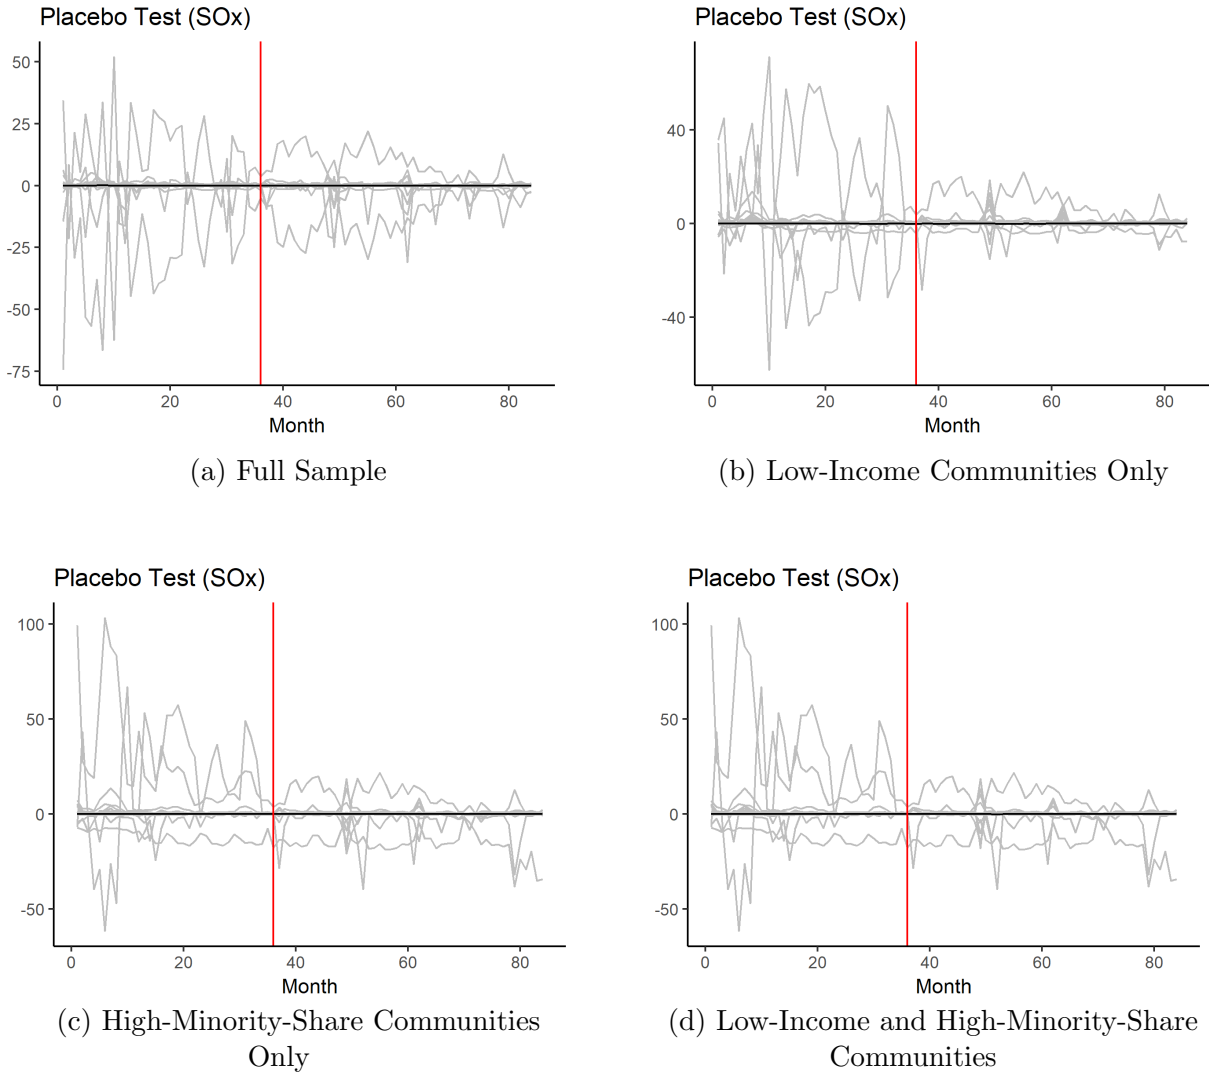 Placebo Test (SOx)
50
25
0
-25
-50
-75
0 20 40 60 80
Month
(a) Full Sample
Placebo Test (SOx)
40
0
-40
0 20 40 60 80
Month
(b) Low-Income Communities Only
Placebo Test (SOx)
100
50
0
-50
0 20 40 60 80
Month
(c) High-Minority-Share Communities
Only
Placebo Test (SOx)
100
50
0
-50
0 20 40 60 80
Month
(d) Low-Income and High-Minority-Share
Communities